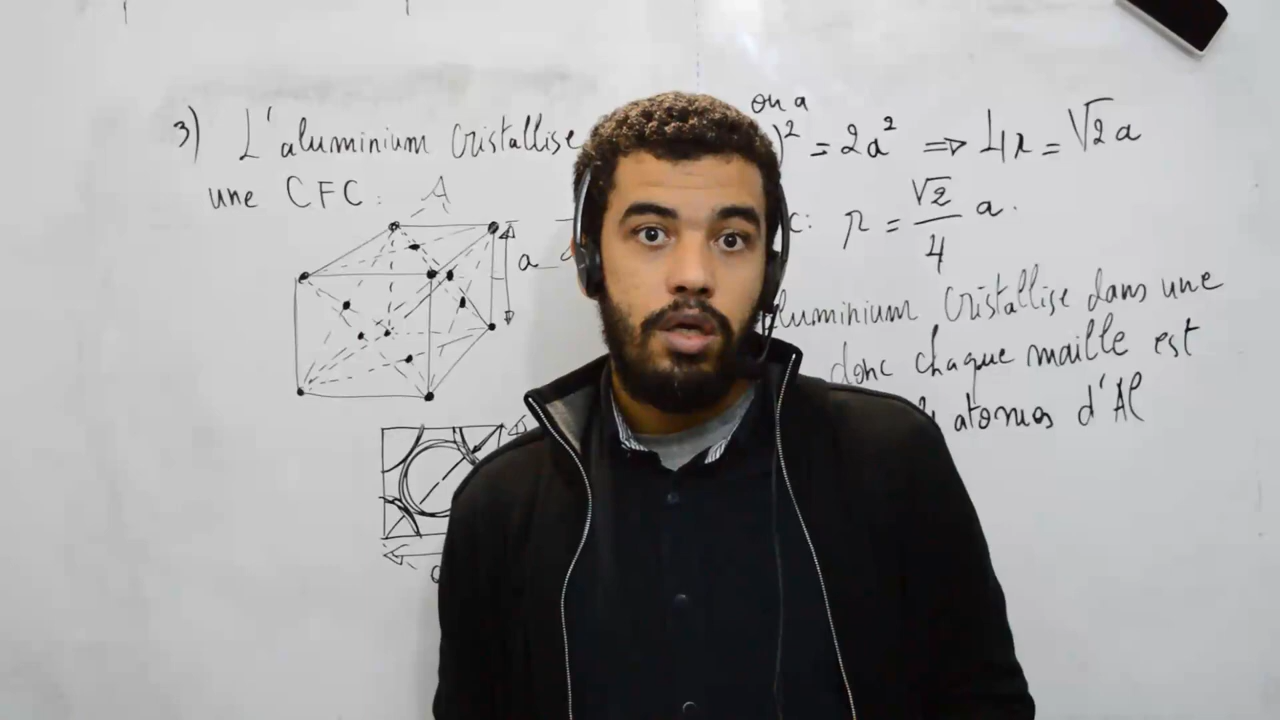 3) L'aluminium cristallise
une CFC :
A
a
on a
)² = 2a² ⇒ 4r = √2 a
c: r = √2/4 a.
aluminium cristallise dans une
donc chaque maille est
atomes d'Al